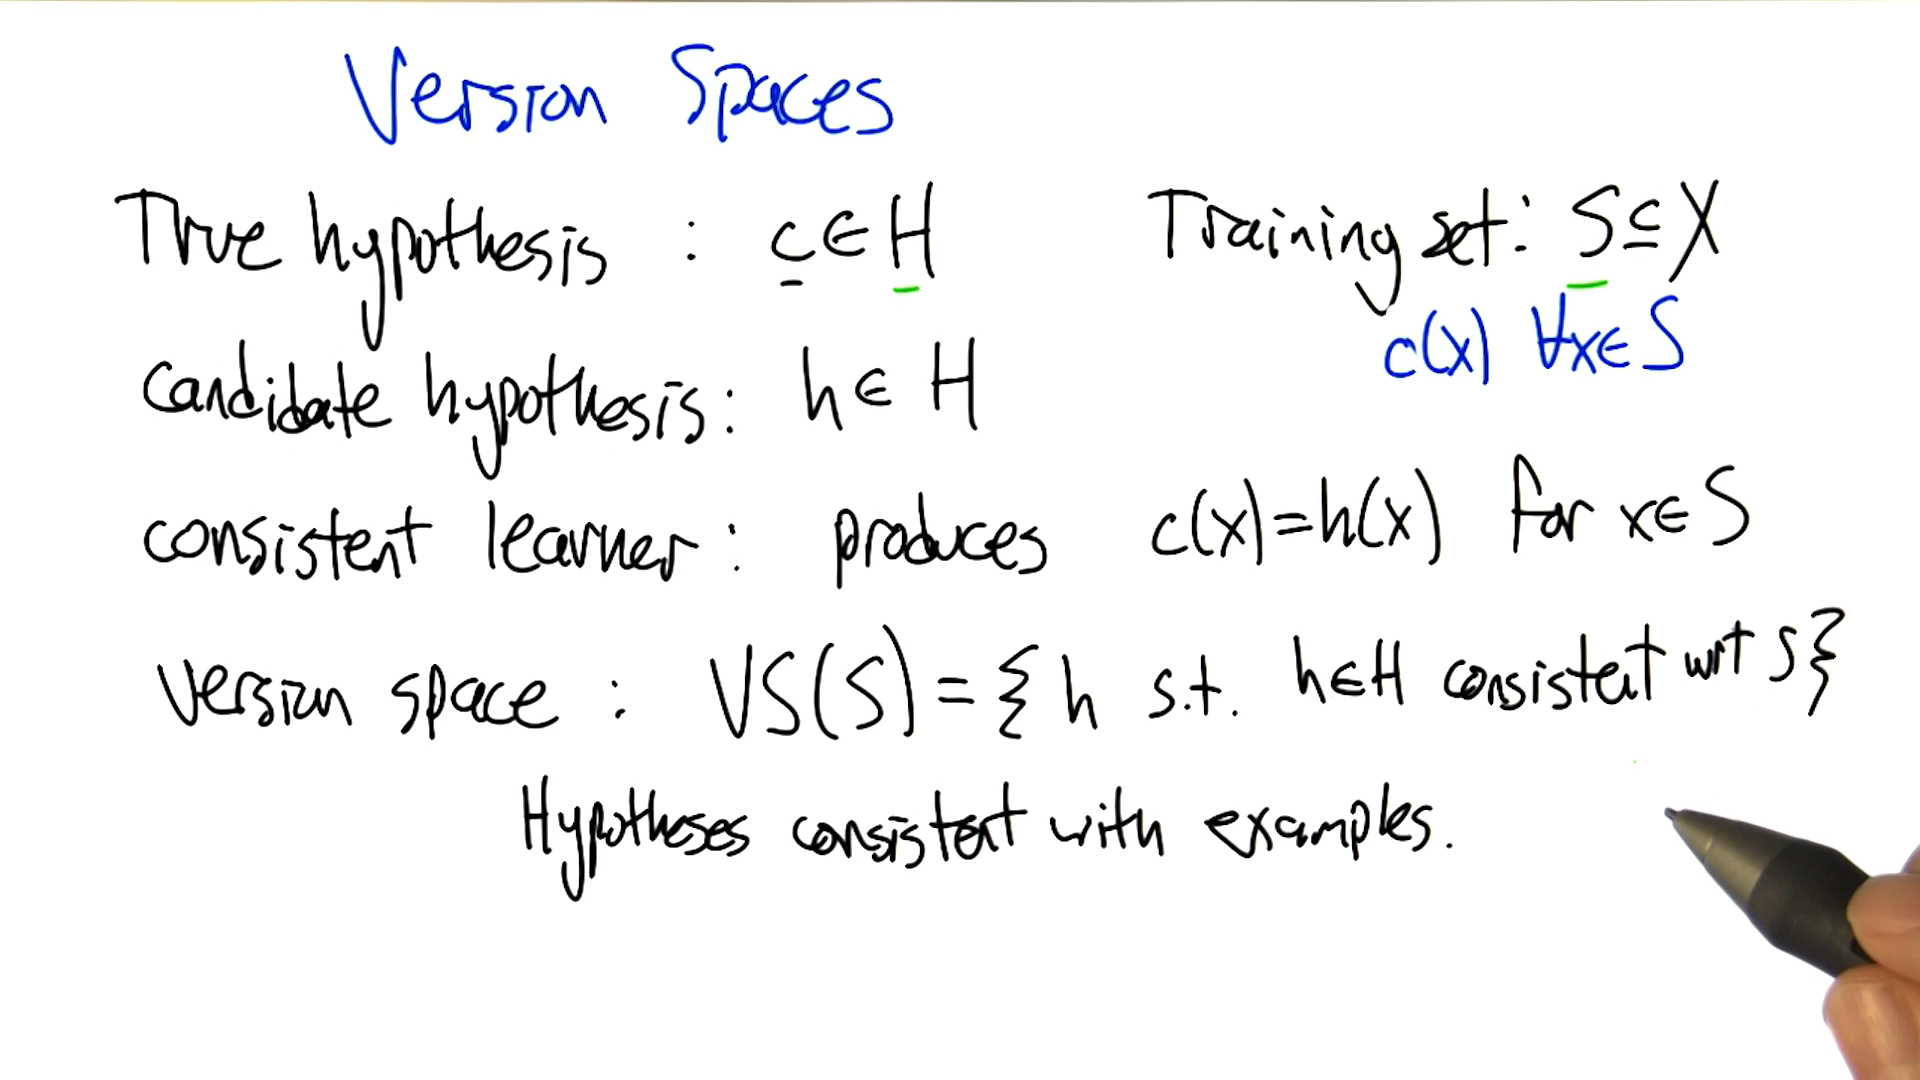 Version Spaces
True hypothesis : c ∈ H
Training set: S ⊆ X
c(x) ∀x ∈ S
candidate hypothesis: h ∈ H
consistent learner: produces c(x)=h(x) for x ∈ S
version space : VS(S) = { h s.t. h∈H consistent wrt S}
Hypotheses consistent with examples.